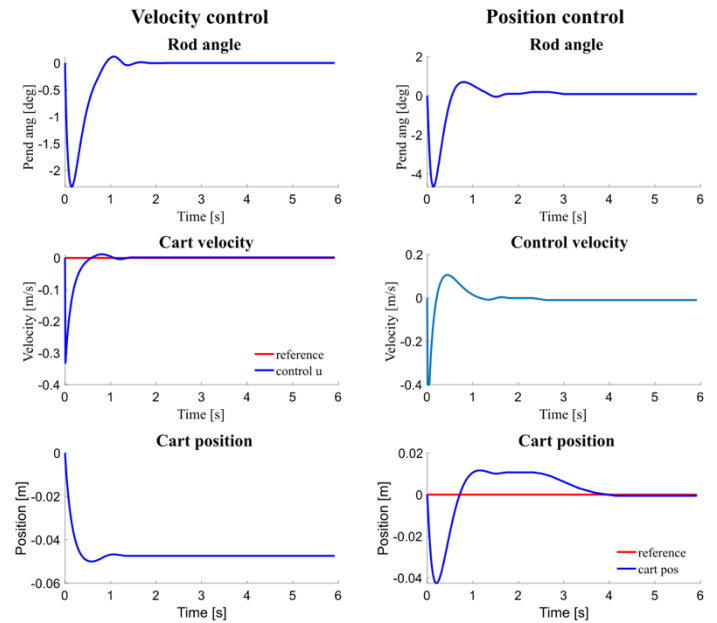 Velocity control
Position control
Rod angle
0
-0.5
-1
-1.5
-2
Pend ang [deg]
0 1 2 3 4 5 6
Time [s]
Rod angle
2
0
-2
-4
Pend ang [deg]
0 1 2 3 4 5 6
Time [s]
Cart velocity
0
-0.1
-0.2
-0.3
-0.4
Velocity [m/s]
reference
control u
0 1 2 3 4 5 6
Time [s]
Control velocity
0.2
0
-0.2
-0.4
Velocity [m/s]
0 1 2 3 4 5 6
Time [s]
Cart position
0
-0.02
-0.04
-0.06
Position [m]
0 1 2 3 4 5 6
Time [s]
Cart position
0.02
0
-0.02
-0.04
Position [m]
reference
cart pos
0 1 2 3 4 5 6
Time [s]